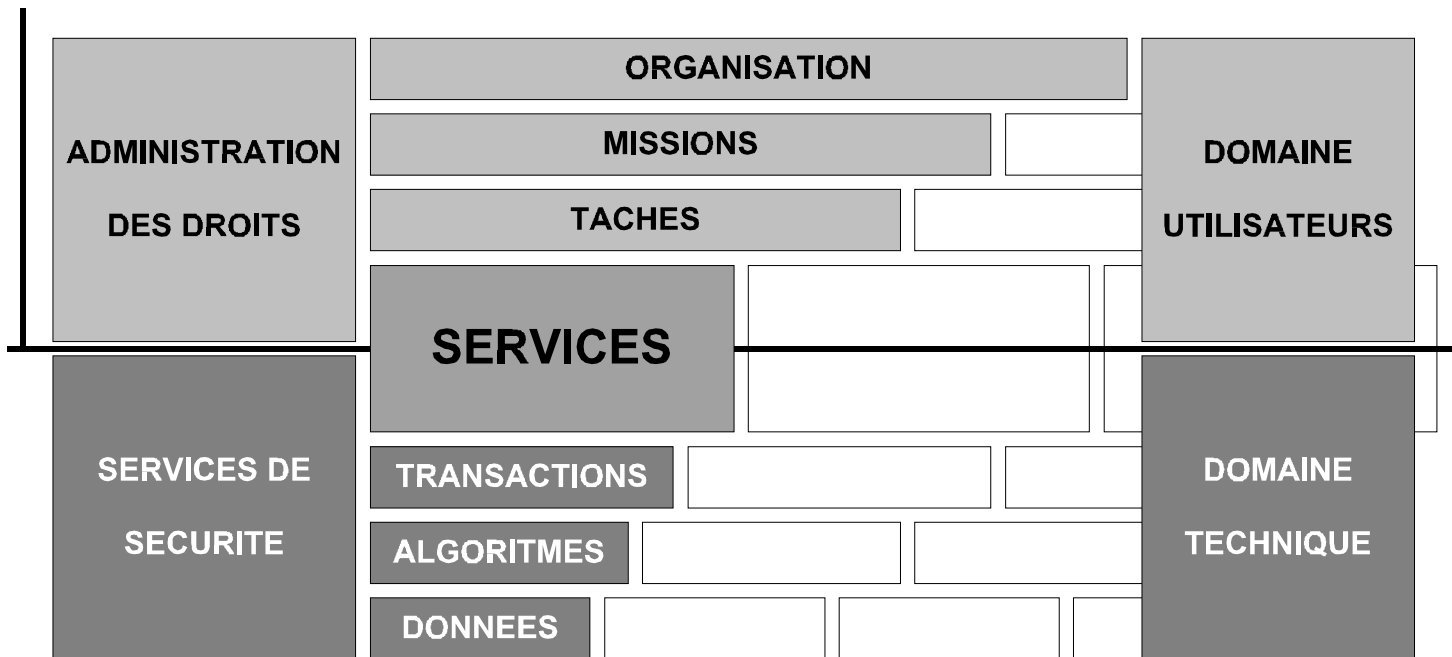 ORGANISATION
ADMINISTRATION
DES DROITS
MISSIONS
TACHES
DOMAINE
UTILISATEURS
SERVICES
SERVICES DE
SECURITE
TRANSACTIONS
ALGORITMES
DONNEES
DOMAINE
TECHNIQUE